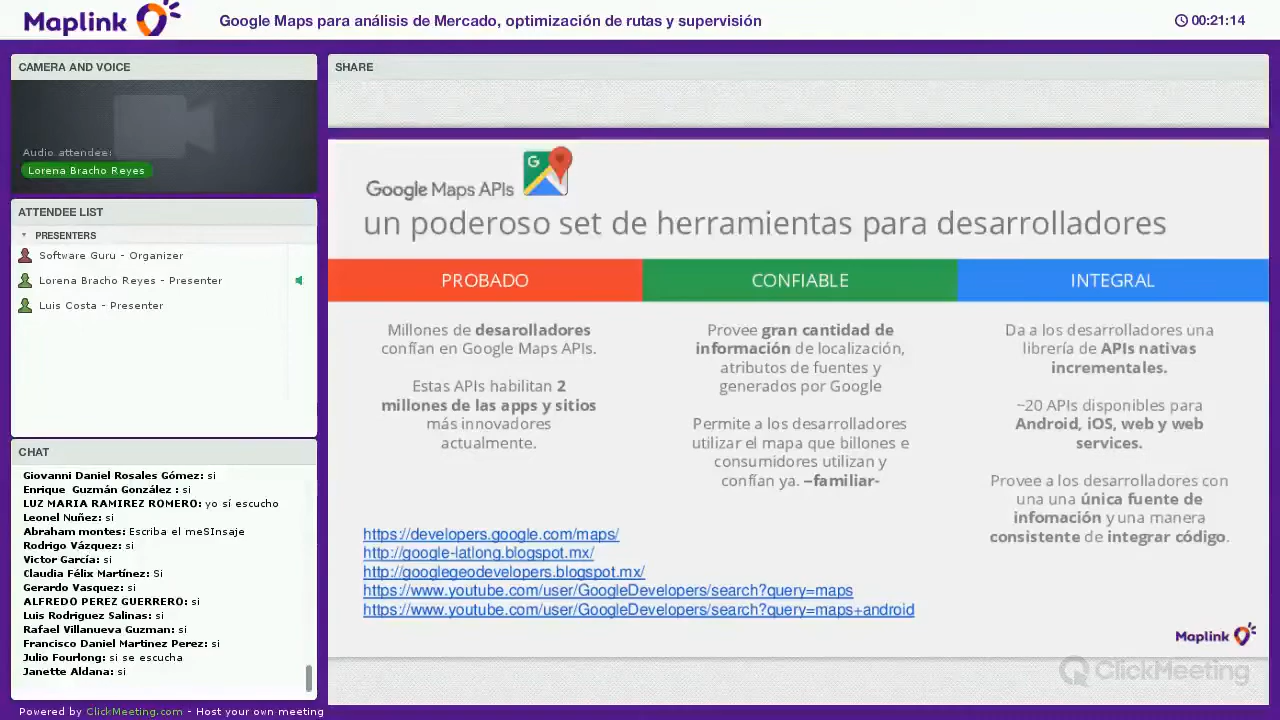 Maplink
Google Maps para análisis de Mercado, optimización de rutas y supervisión
00:21:14
CAMERA AND VOICE
Audio attendee:
Lorena Bracho Reyes
ATTENDEE LIST
PRESENTERS
Software Guru - Organizer
Lorena Bracho Reyes - Presenter
Luis Costa - Presenter
CHAT
Giovanni Daniel Rosales Gómez: si
Enrique Guzmán González : si
LUZ MARIA RAMIREZ ROMERO: yo sí escucho
Leonel Nuñez: si
Abraham montes: Escriba el meSInsaje
Rodrigo Vázquez: si
Victor García: si
Claudia Félix Martínez: Si
Gerardo Vasquez: si
ALFREDO PEREZ GUERRERO: si
Luis Rodriguez Salinas: si
Rafael Villanueva Guzman: si
Francisco Daniel Martinez Perez: si
Julio Fourlong: si se escucha
Janette Aldana: si
Powered by ClickMeeting.com - Host your own meeting
SHARE
Google Maps APIs
G
un poderoso set de herramientas para desarrolladores
PROBADO
Millones de desarolladores
confían en Google Maps APIs.
Estas APIs habilitan 2
millones de las apps y sitios
más innovadores
actualmente.
CONFIABLE
Provee gran cantidad de
información de localización,
atributos de fuentes y
generados por Google
Permite a los desarrolladores
utilizar el mapa que billones e
consumidores utilizan y
confían ya. –familiar-
INTEGRAL
Da a los desarrolladores una
librería de APIs nativas
incrementales.
~20 APIs disponibles para
Android, iOS, web y web
services.
Provee a los desarrolladores con
una una única fuente de
infomación y una manera
consistente de integrar código.
https://developers.google.com/maps/
http://google-latlong.blogspot.mx/
http://googlegeodevelopers.blogspot.mx/
https://www.youtube.com/user/GoogleDevelopers/search?query=maps
https://www.youtube.com/user/GoogleDevelopers/search?query=maps+android
Maplink
ClickMeeting